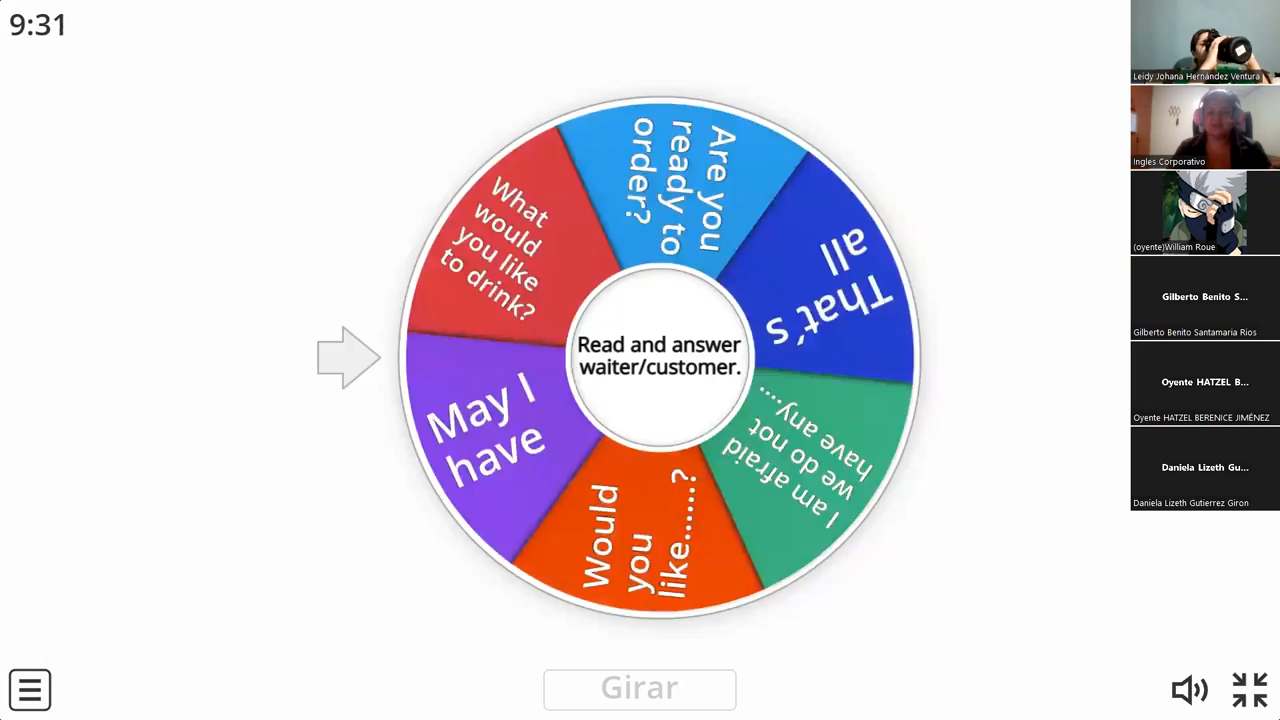 9:31
Are you
ready to
order?
That´s
all
I am afraid
we do not
have any....
Would
you
like......?
May I
have
What
would
you like
to drink?
Read and answer
waiter/customer.
Girar
Leidy Johana Hernández Ventura
Ingles Corporativo
(oyente)William Roue
Gilberto Benito S...
Gilberto Benito Santamaria Rios
Oyente HATZEL B...
Oyente HATZEL BERENICE JIMÉNEZ
Daniela Lizeth Gu...
Daniela Lizeth Gutierrez Giron